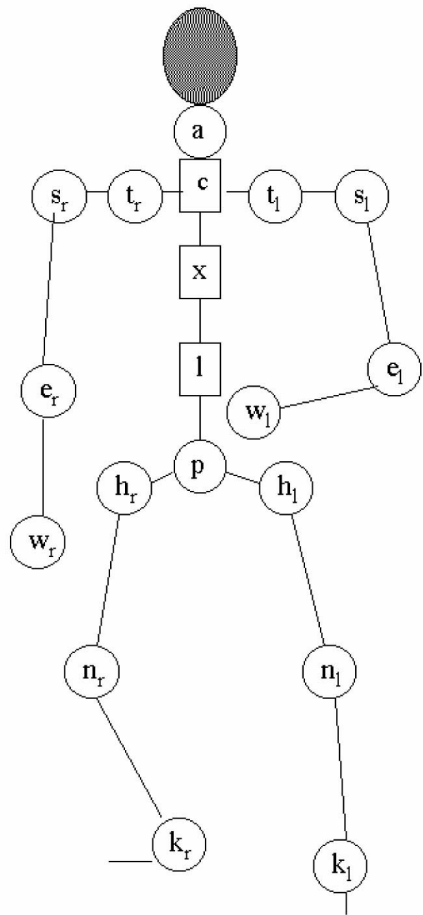 a
c
s_r t_r t_l s_l
x
l
e_r e_l
w_l
p
h_r h_l
w_r
n_r n_l
k_r k_l